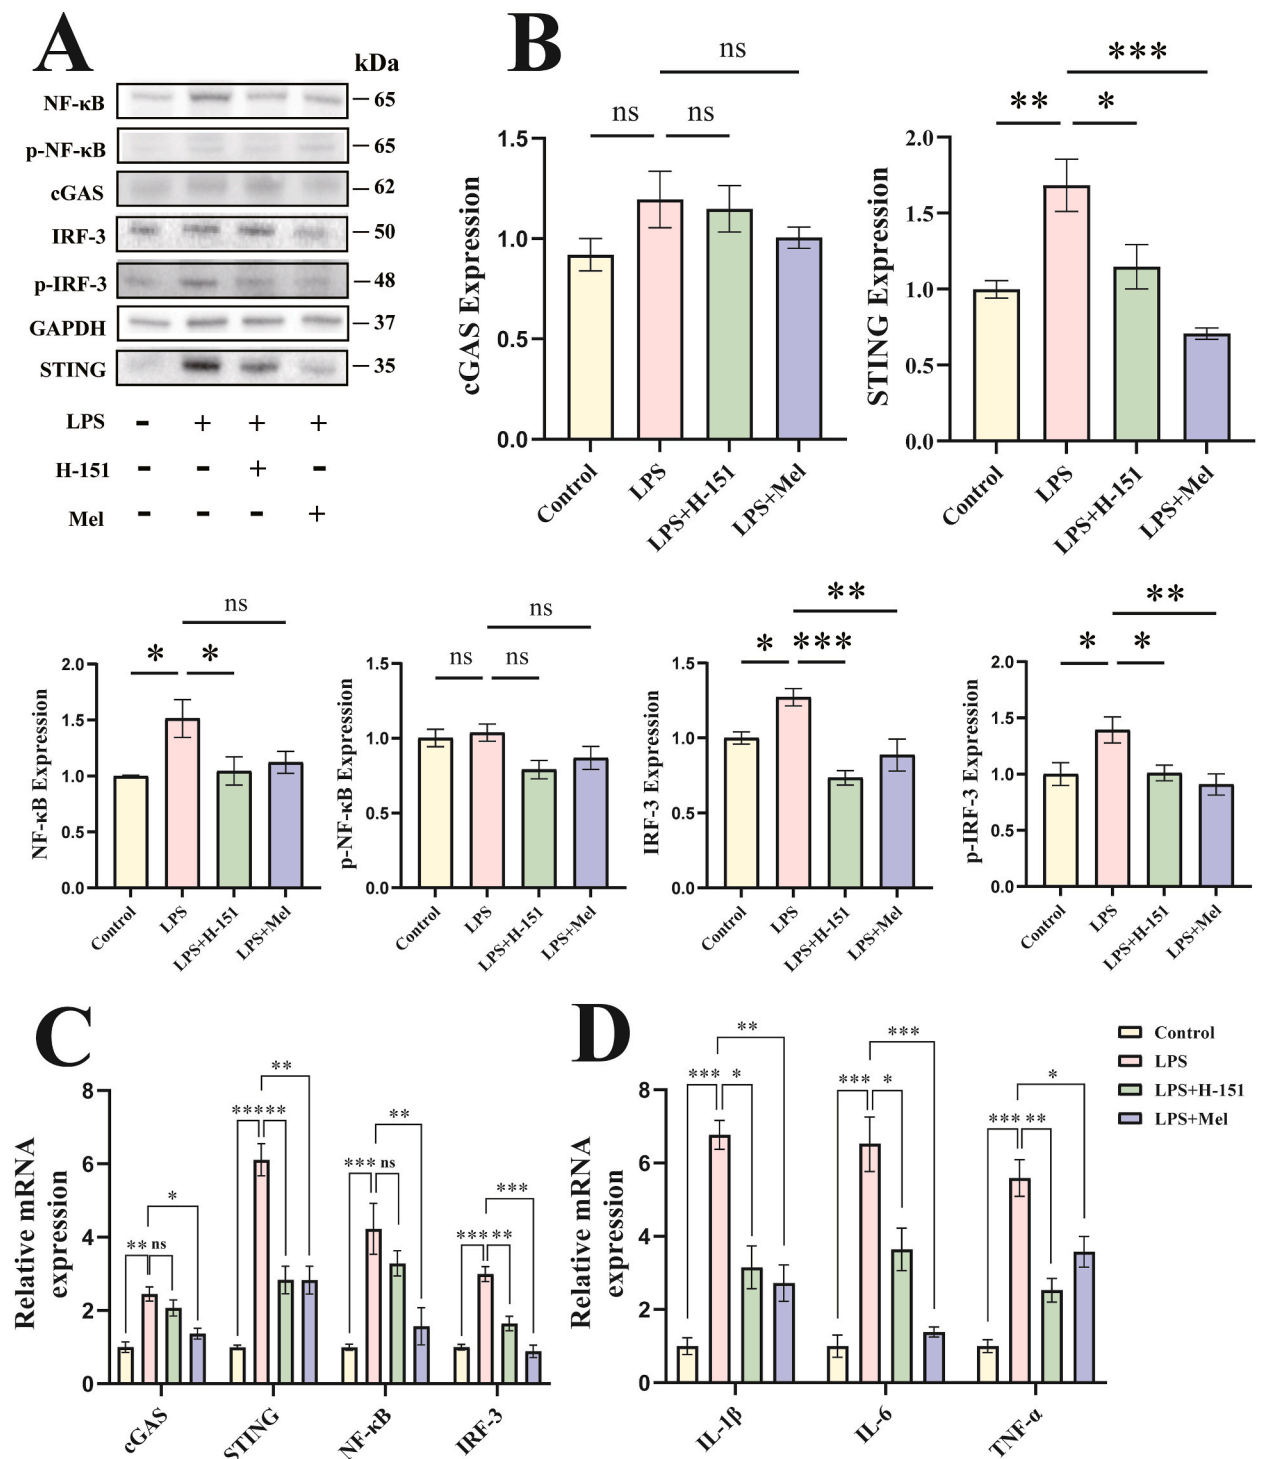 A
kDa
NF-κB
65
p-NF-κB
65
cGAS
62
IRF-3
50
p-IRF-3
48
GAPDH
37
STING
35
LPS - + + +
H-151 - - + -
Mel - - - +
B
ns
ns ns
cGAS Expression
1.5
1.0
0.5
0.0
Control
LPS
LPS+H-151
LPS+Mel
***
** *
STING Expression
2.0
1.5
1.0
0.5
0.0
Control
LPS
LPS+H-151
LPS+Mel
ns
* *
NF-κB Expression
2.0
1.5
1.0
0.5
0.0
Control
LPS
LPS+H-151
LPS+Mel
ns
ns ns
p-NF-κB Expression
1.5
1.0
0.5
0.0
Control
LPS
LPS+H-151
LPS+Mel
**
* ***
IRF-3 Expression
1.5
1.0
0.5
0.0
Control
LPS
LPS+H-151
LPS+Mel
**
* *
p-IRF-3 Expression
2.0
1.5
1.0
0.5
0.0
Control
LPS
LPS+H-151
LPS+Mel
C
Relative mRNA
expression
8
6
4
2
0
*
** ns
**
*****
**
*** ns
***
*** **
cGAS
STING
NF-κB
IRF-3
D
Relative mRNA
expression
8
6
4
2
0
**
*** *
***
*** *
*
*** **
IL-1β
IL-6
TNF-α
Control
LPS
LPS+H-151
LPS+Mel